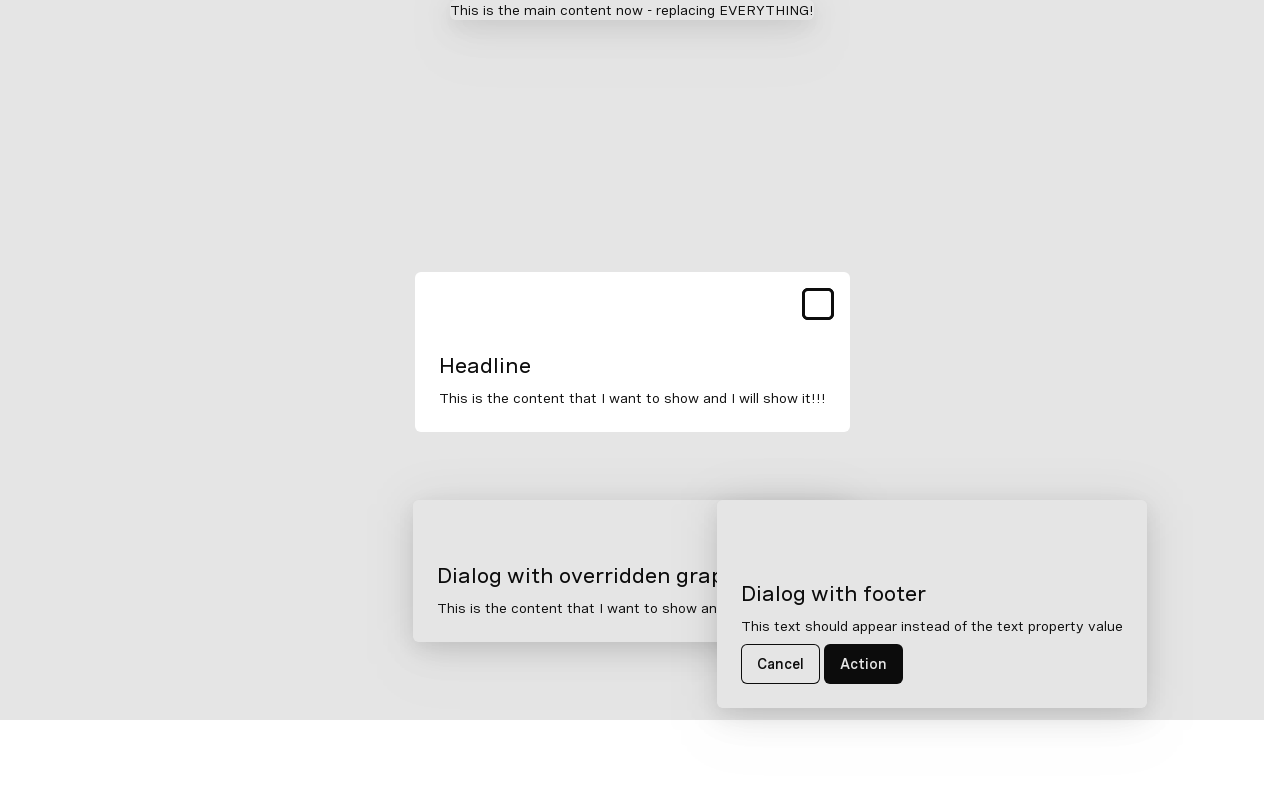 This is the main content now - replacing EVERYTHING!
Headline
This is the content that I want to show and I will show it!!!
Dialog with overridden
This is the content that I want to show
Dialog with footer
This text should appear instead of the text property value
Cancel
Action